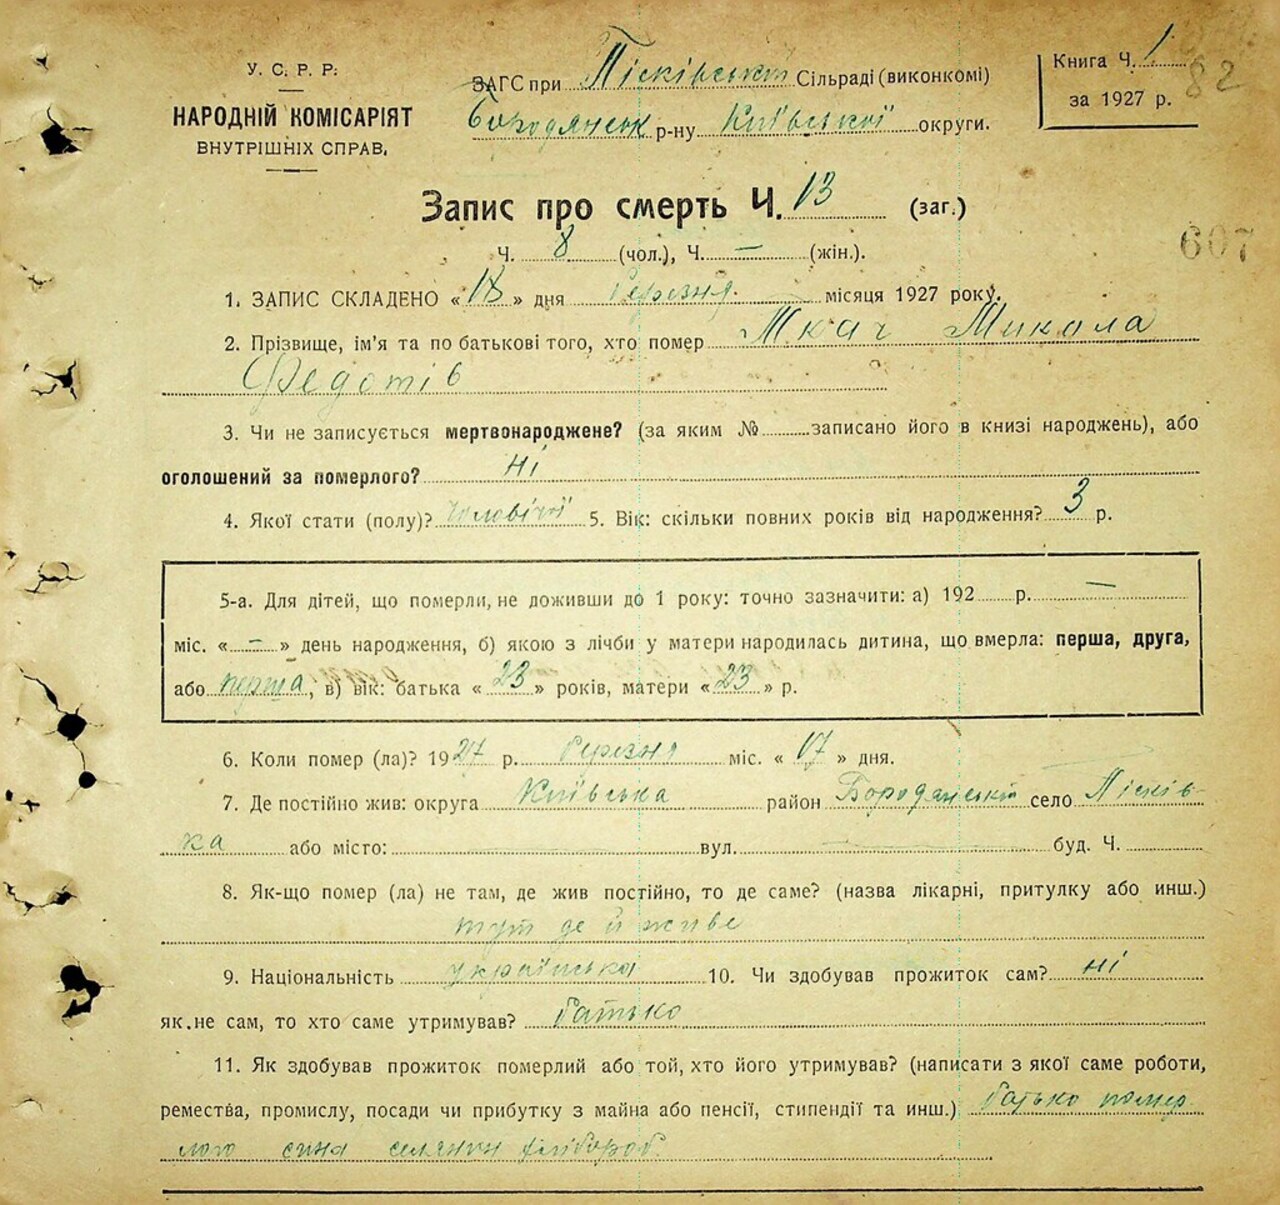 У. С. Р. Р.
НАРОДНІЙ КОМІСАРІЯТ
ВНУТРІШНІХ СПРАВ.
ЗАГС при Пісківській Сільраді (виконкомі)
Бородянськ р-ну Київської округи.
Книга Ч. 1
за 1927 р.
82
Запис про смерть Ч. 13 (заг.)
Ч. 8 (чол.), Ч. — (жін.).
607
1. ЗАПИС СКЛАДЕНО « 18 » дня березня місяця 1927 року.
2. Прізвище, ім'я та по батькові того, хто помер Ткач Микола
Федотів
3. Чи не записується мертвонароджене? (за яким № записано його в книзі народжень), або
оголошений за померлого? ні
4. Якої стати (полу)? чоловічої 5. Вік: скільки повних років від народження? 3 р.
5-а. Для дітей, що померли, не доживши до 1 року: точно зазначити: а) 192 р. —
міс. « — » день народження, б) якою з лічби у матери народилась дитина, що вмерла: перша, друга,
або перша, в) вік: батька « 23 » років, матери « 23 » р.
6. Коли помер (ла)? 1927 р. березня міс. « 17 » дня.
7. Де постійно жив: округа Київська район Бородянськ село Пісків-
ка або місто: — вул. — буд. Ч.
8. Як-що помер (ла) не там, де жив постійно, то де саме? (назва лікарні, притулку або инш.)
тут де й живе
9. Національність українська 10. Чи здобував прожиток сам? ні
як не сам, то хто саме утримував? батько
11. Як здобував прожиток померлий або той, хто його утримував? (написати з якої саме роботи,
ремества, промислу, посади чи прибутку з майна або пенсії, стипендії та инш.) батько помер
лого сина селянин хлібороб.